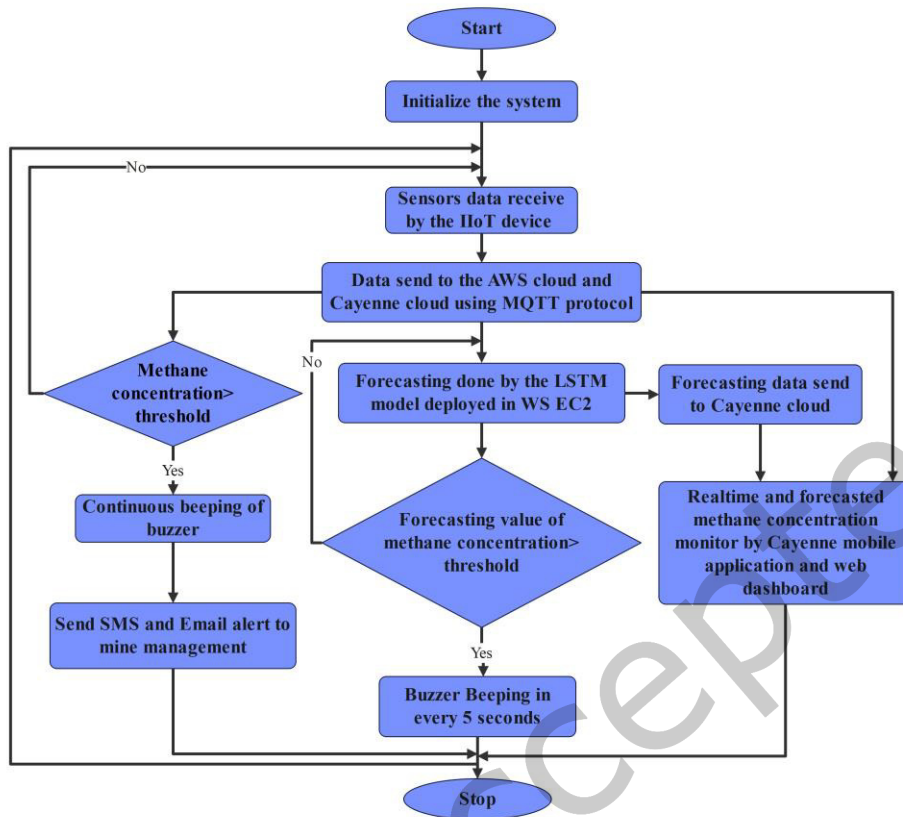 Start
Initialize the system
No
Sensors data receive
by the IIoT device
Data send to the AWS cloud and
Cayenne cloud using MQTT protocol
No
Methane
concentration>
threshold
Forecasting done by the LSTM
model deployed in WS EC2
Forecasting data send
to Cayenne cloud
Yes
Continuous beeping of
buzzer
Forecasting value of
methane concentration>
threshold
Realtime and forecasted
methane concentration
monitor by Cayenne mobile
application and web
dashboard
Send SMS and Email alert to
mine management
Yes
Buzzer Beeping in
every 5 seconds
Stop
ccepte